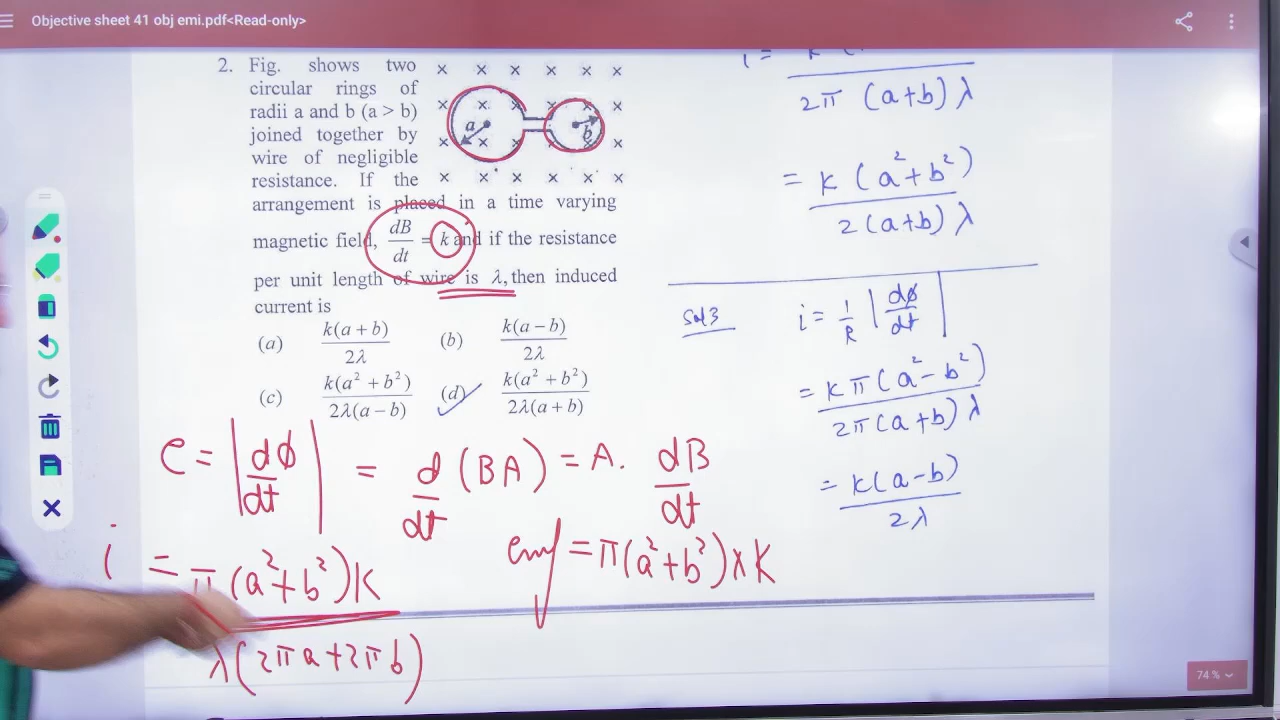 Objective sheet 41 obj emi.pdf<Read-only>
2. Fig. shows two
circular rings of
radii a and b (a > b)
joined together by
wire of negligible
resistance. If the
arrangement is placed in a time varying
magnetic field, dB/dt = k and if the resistance
per unit length of wire is λ, then induced
current is
(a) k(a + b)/2λ (b) k(a − b)/2λ
(c) k(a² + b²)/2λ(a − b) (d) k(a² + b²)/2λ(a + b)
a
b
e = |dϕ/dt| = d/dt (BA) = A. dB/dt
emf = π(a²+b²)×K
i = π(a²+b²)K / λ(2πa+2πb)
2π (a+b) λ
= K (a²+b²) / 2(a+b) λ
Sol 3
i = 1/R |dϕ/dt|
= Kπ(a²−b²) / 2π(a+b) λ
= K(a−b) / 2λ
74 %